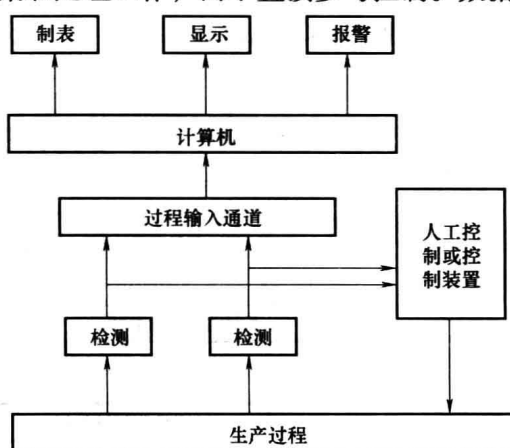 制表
显示
报警
计算机
过程输入通道
人工控
制或控
制装置
检测
检测
生产过程